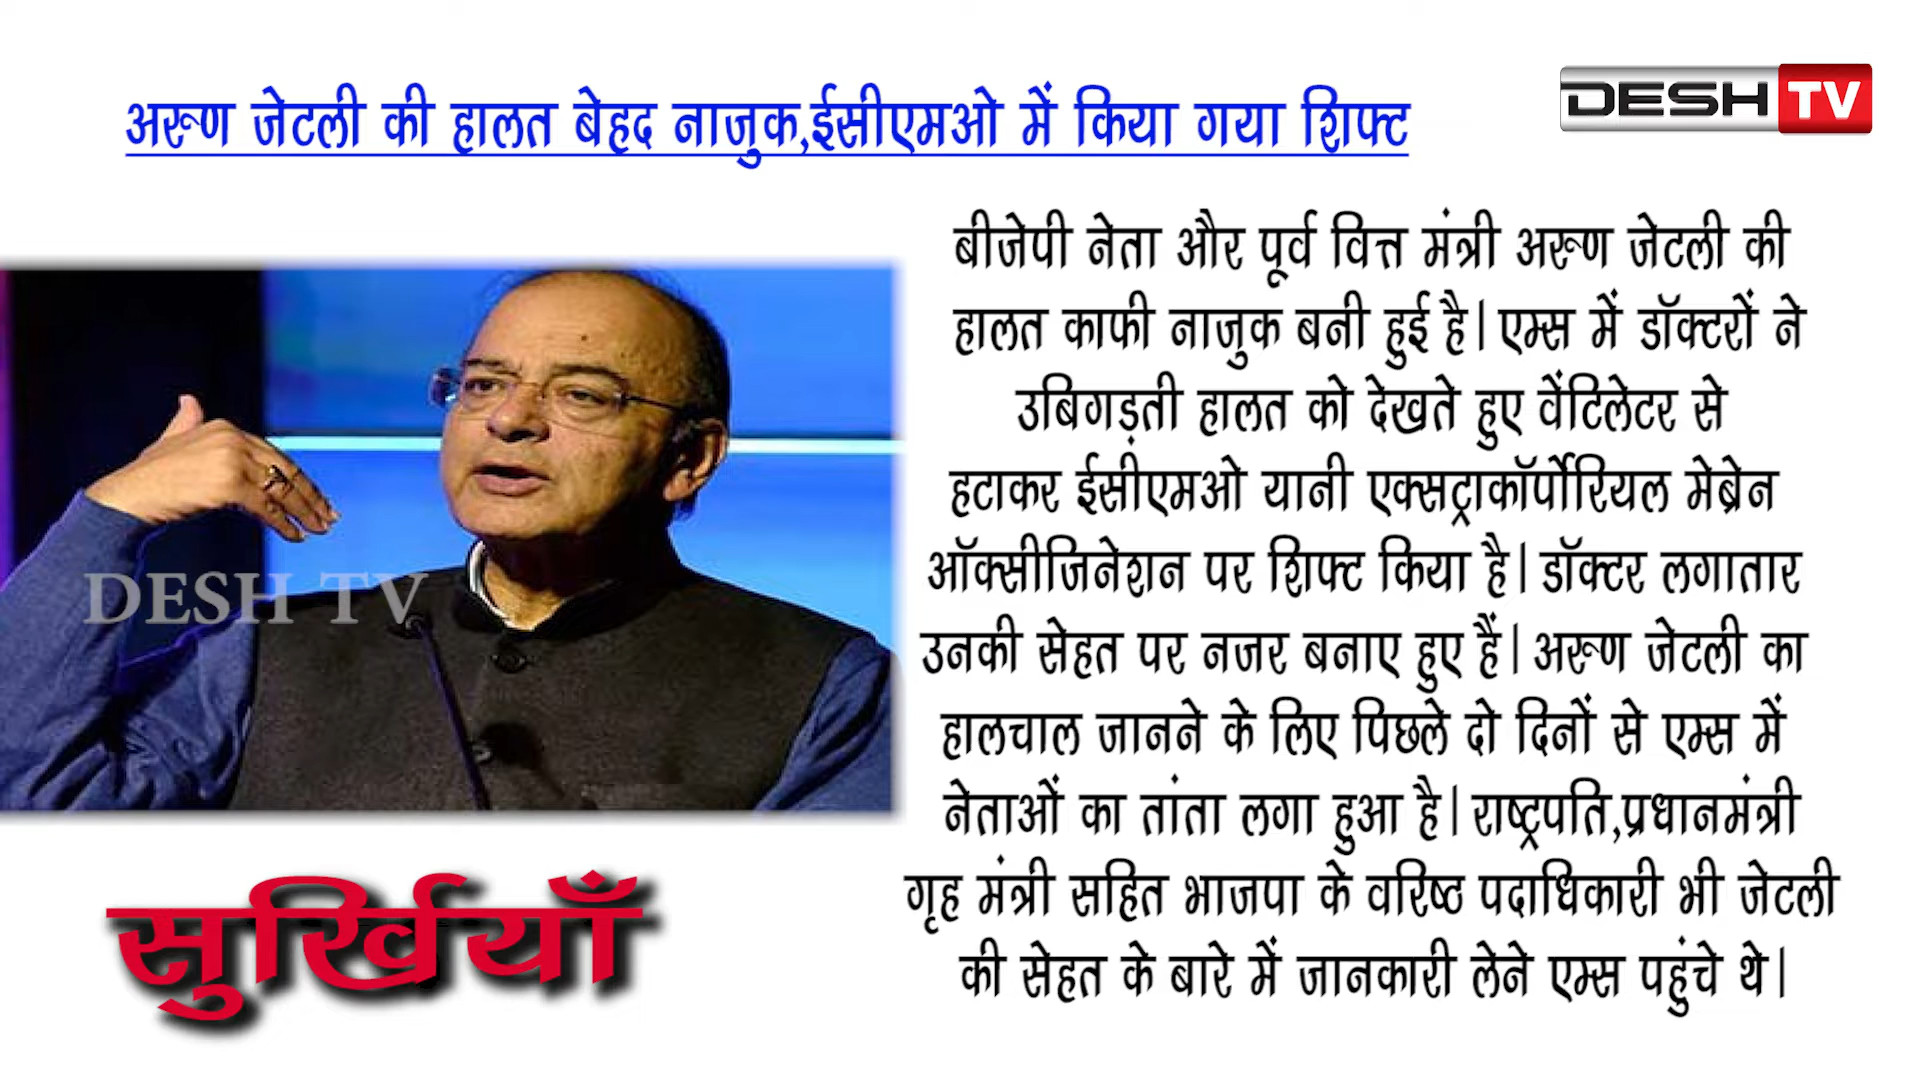 अरूण जेटली की हालत बेहद नाजुक,ईसीएमओ में किया गया शिफ्ट
DESH TV
बीजेपी नेता और पूर्व वित्त मंत्री अरूण जेटली की
हालत काफी नाजुक बनी हुई है। एम्स में डॉक्टरों ने
उबिगड़ती हालत को देखते हुए वेंटिलेटर से
हटाकर ईसीएमओ यानी एक्सट्राकॉर्पोरियल मेंब्रेन
ऑक्सीजिनेशन पर शिफ्ट किया है। डॉक्टर लगातार
उनकी सेहत पर नजर बनाए हुए हैं। अरूण जेटली का
हालचाल जानने के लिए पिछले दो दिनों से एम्स में
नेताओं का तांता लगा हुआ है। राष्ट्रपति,प्रधानमंत्री
गृह मंत्री सहित भाजपा के वरिष्ठ पदाधिकारी भी जेटली
की सेहत के बारे में जानकारी लेने एम्स पहुंचे थे।
DESH TV
सुर्खियाँ